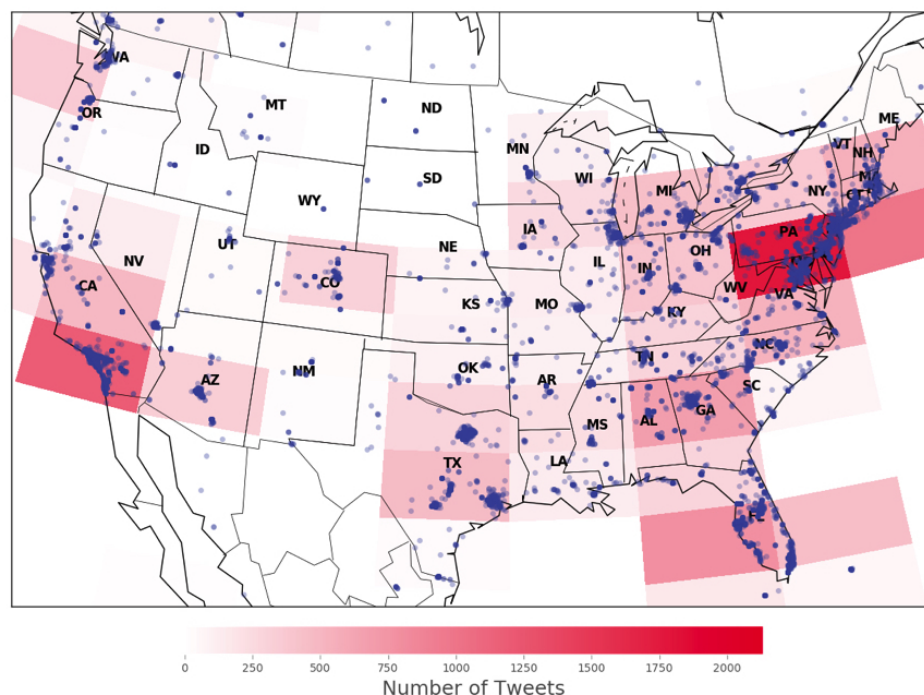 WA
OR
MT
ND
ID
SD
WY
MN
WI
MI
ME
VT
NH
NY
IA
NE
NV
UT
CO
CA
KS
MO
IL
IN
OH
PA
WV
VA
KY
AZ
NM
OK
AR
TN
NC
SC
MS
AL
GA
TX
LA
FL
0 250 500 750 1000 1250 1500 1750 2000
Number of Tweets